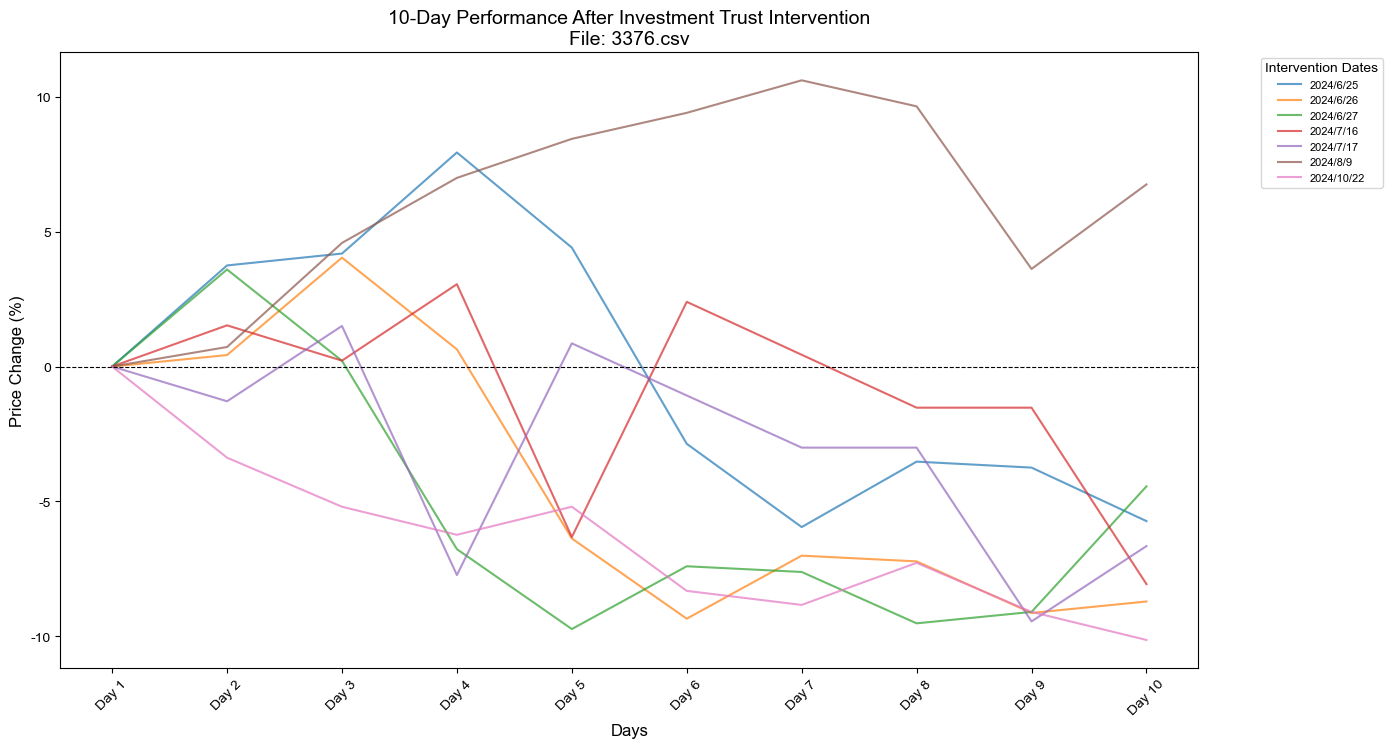 10-Day Performance After Investment Trust Intervention
File: 3376.csv
Intervention Dates
2024/6/25
2024/6/26
2024/6/27
2024/7/16
2024/7/17
2024/8/9
2024/10/22
Price Change (%)
10
5
0
-5
-10
Day 1
Day 2
Day 3
Day 4
Day 5
Day 6
Day 7
Day 8
Day 9
Day 10
Days